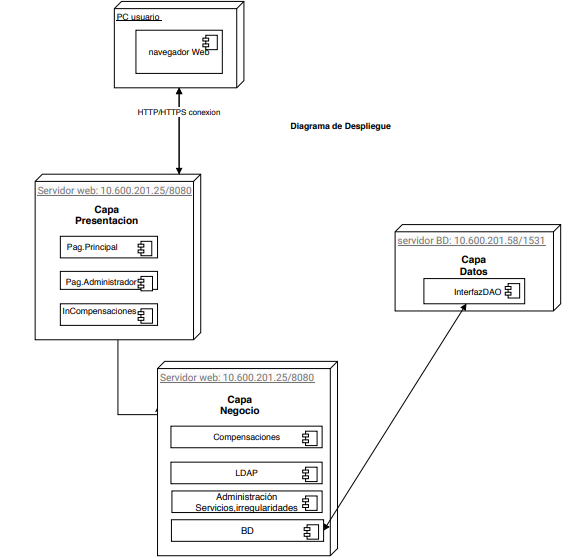 PC usuario
navegador Web
HTTP/HTTPS conexion
Diagrama de Despliegue
Servidor web: 10.600.201.25/8080
Capa
Presentacion
Pag.Principal
Pag.Administrador
InCompensaciones
servidor BD: 10.600.201.58/1531
Capa
Datos
InterfazDAO
Servidor web: 10.600.201.25/8080
Capa
Negocio
Compensaciones
LDAP
Administración
Servicios,irregularidades
BD